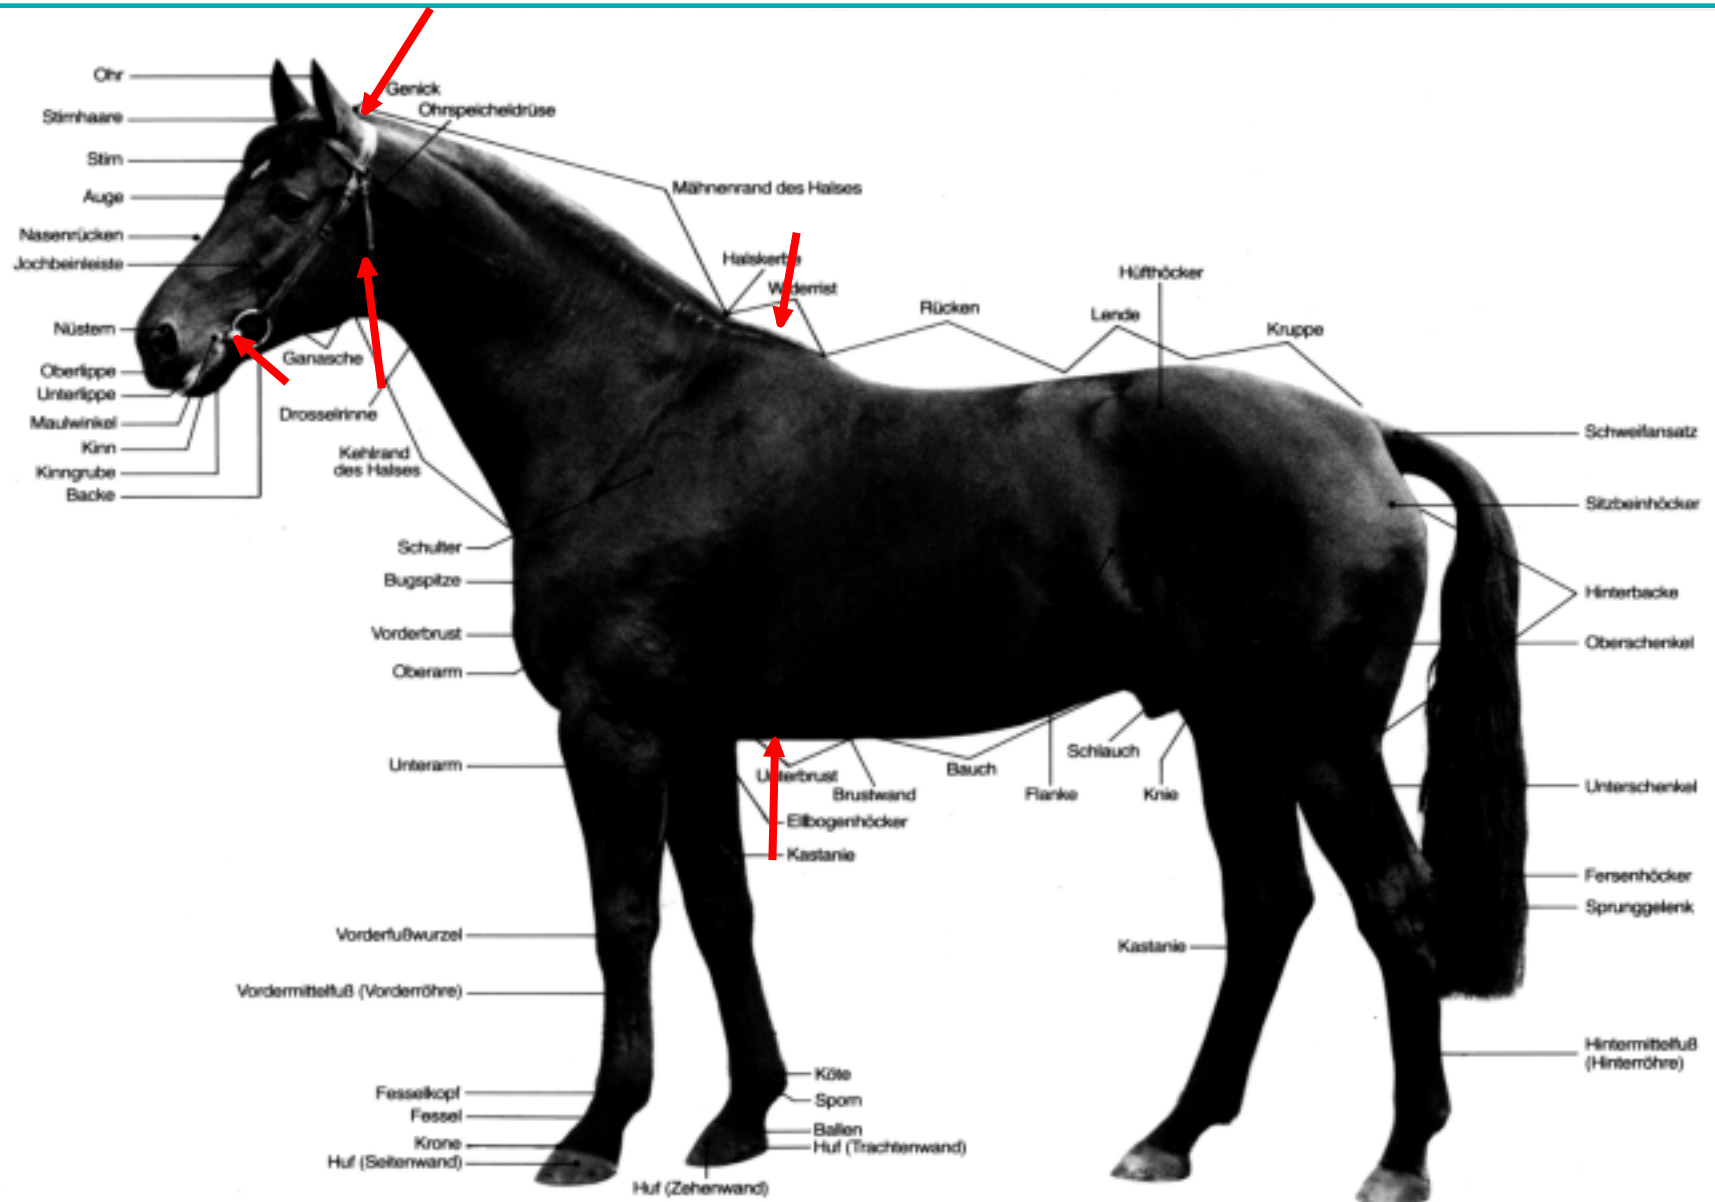 Ohr
Stirnhaare
Stirn
Auge
Nasenrücken
Jochbeinleiste
Nüstern
Oberlippe
Unterlippe
Maulwinkel
Kinn
Kinngrube
Backe
Genick
Ohrspeicheldrüse
Mähnenrand des Halses
Halskerbe
Widerrist
Rücken
Lende
Hüfthöcker
Kruppe
Ganasche
Drosselrinne
Kehlrand
des Halses
Schulter
Bugspitze
Vorderbrust
Oberarm
Unterarm
Vorderfußwurzel
Vordermittelfuß (Vorderröhre)
Fesselkopf
Fessel
Krone
Huf (Seitenwand)
Unterbrust
Brustwand
Ellbogenhöcker
Kastanie
Bauch
Flanke
Schlauch
Knie
Kastanie
Köte
Sporn
Ballen
Huf (Trachtenwand)
Huf (Zehenwand)
Schweifansatz
Sitzbeinhöcker
Hinterbacke
Oberschenkel
Unterschenkel
Fersenhöcker
Sprunggelenk
Hintermittelfuß
(Hinterröhre)